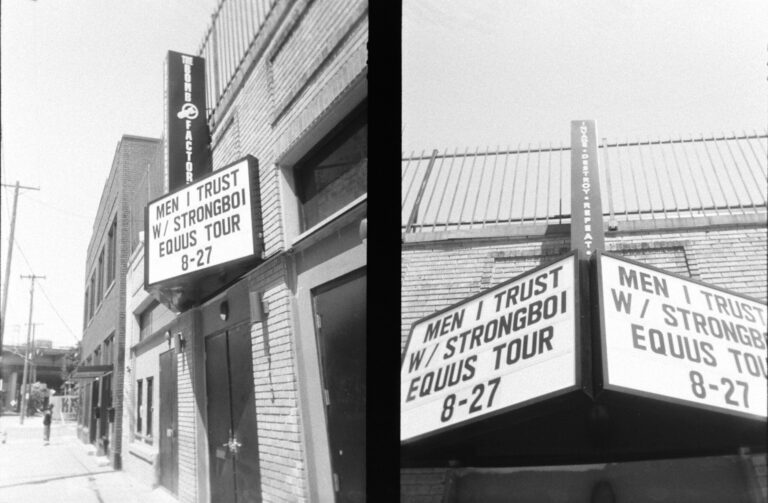 THE BOMB FACTORY
MEN I TRUST
W/ STRONGBOI
EQUUS TOUR
8-27
INVADE • DESTROY • REPEAT
MEN I TRUST
W/ STRONGBOI
EQUUS TOUR
8-27
MEN I TRUST
W/ STRONGB
EQUUS TOU
8-27